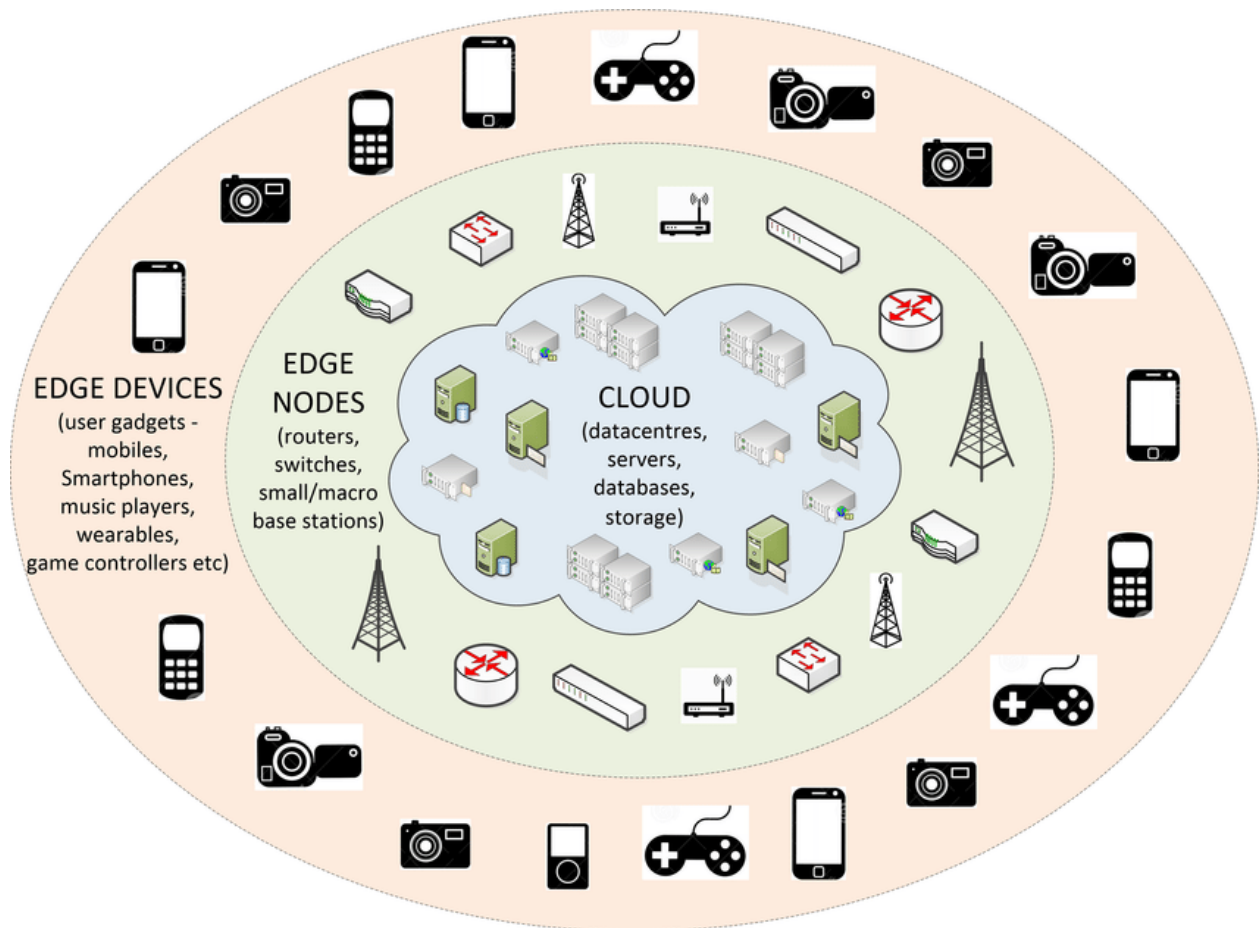 EDGE DEVICES
(user gadgets -
mobiles,
Smartphones,
music players,
wearables,
game controllers etc)
EDGE
NODES
(routers,
switches,
small/macro
base stations)
CLOUD
(datacentres,
servers,
databases,
storage)